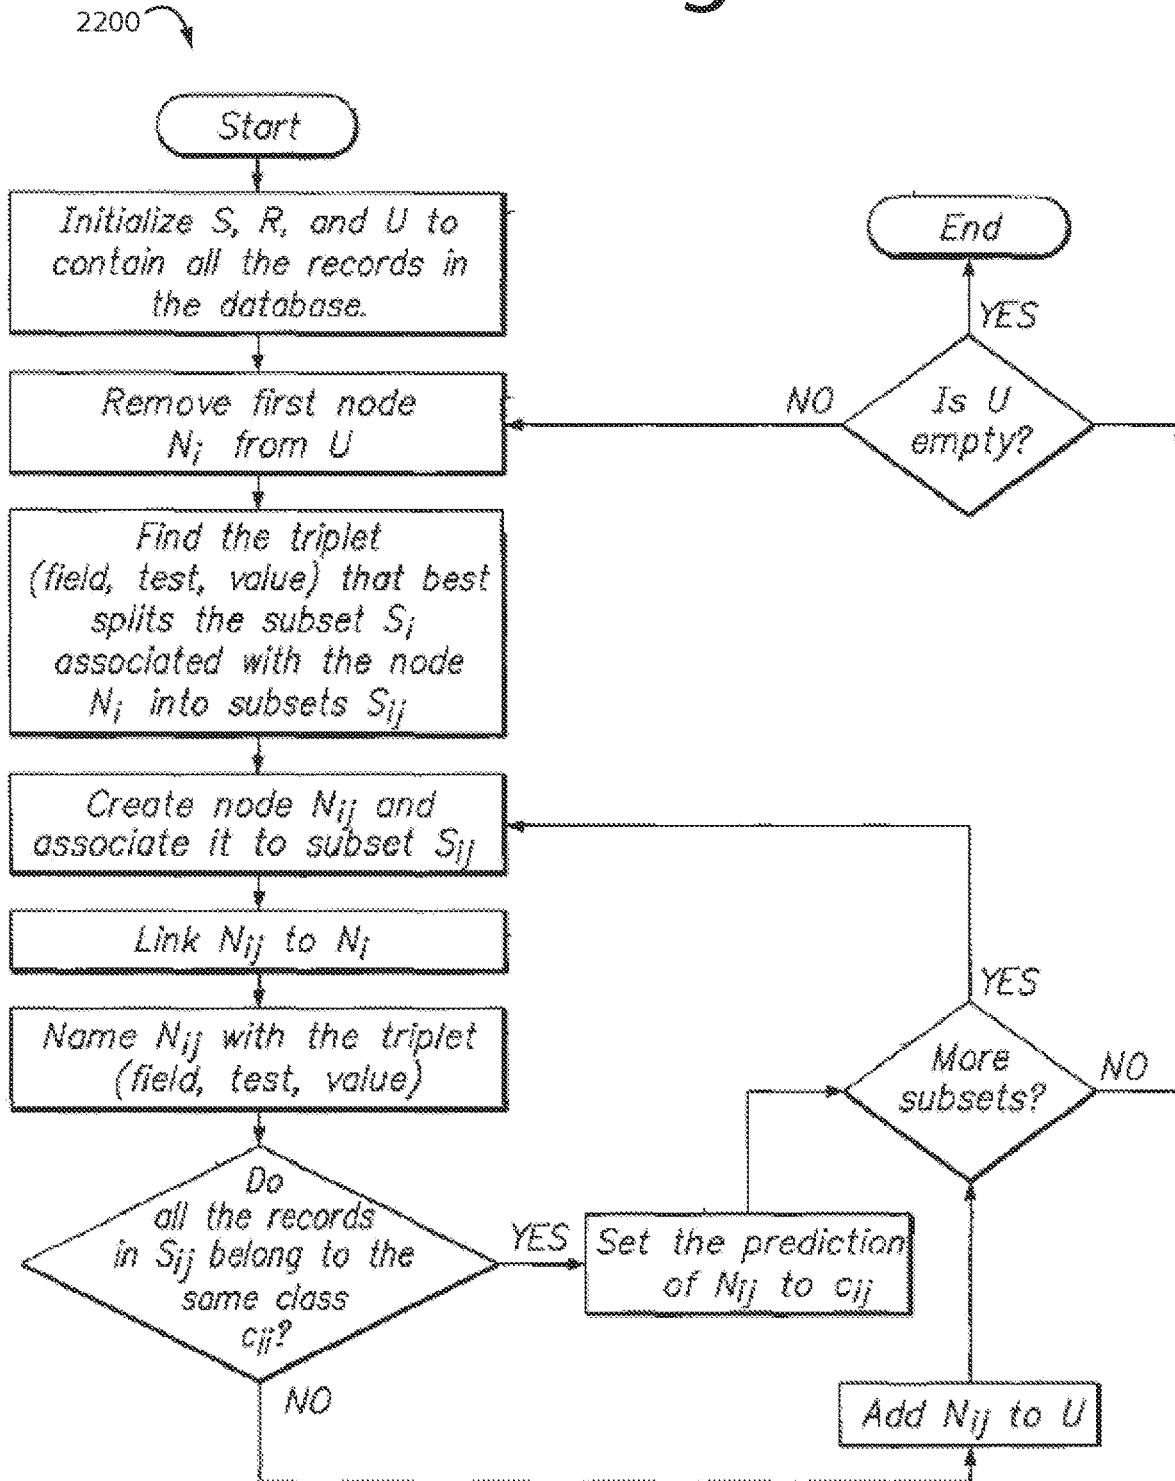 2200
Start
Initialize S, R, and U to
contain all the records in
the database.
Remove first node
Ni from U
Find the triplet
(field, test, value) that best
splits the subset Si
associated with the node
Ni into subsets Sij
Create node Nij and
associate it to subset Sij
Link Nij to Ni
Name Nij with the triplet
(field, test, value)
Do
all the records
in Sij belong to the
same class
cij?
YES
NO
Set the prediction
of Nij to cij
Add Nij to U
More
subsets?
YES
NO
Is U
empty?
NO
YES
End